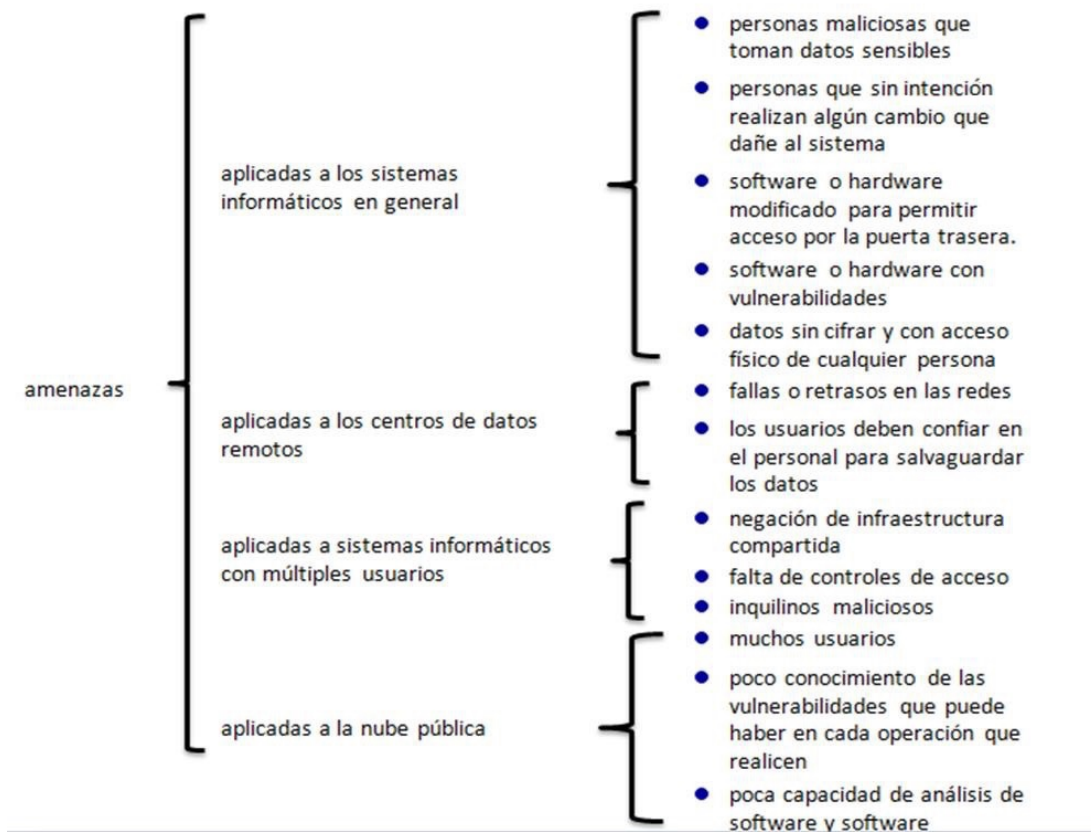 amenazas
aplicadas a los sistemas
informáticos en general
personas maliciosas que
toman datos sensibles
personas que sin intención
realizan algún cambio que
dañe al sistema
software o hardware
modificado para permitir
acceso por la puerta trasera.
software o hardware con
vulnerabilidades
datos sin cifrar y con acceso
físico de cualquier persona
aplicadas a los centros de datos
remotos
fallas o retrasos en las redes
los usuarios deben confiar en
el personal para salvaguardar
los datos
aplicadas a sistemas informáticos
con múltiples usuarios
negación de infraestructura
compartida
falta de controles de acceso
inquilinos maliciosos
aplicadas a la nube pública
muchos usuarios
poco conocimiento de las
vulnerabilidades que puede
haber en cada operación que
realicen
poca capacidad de análisis de
software y software